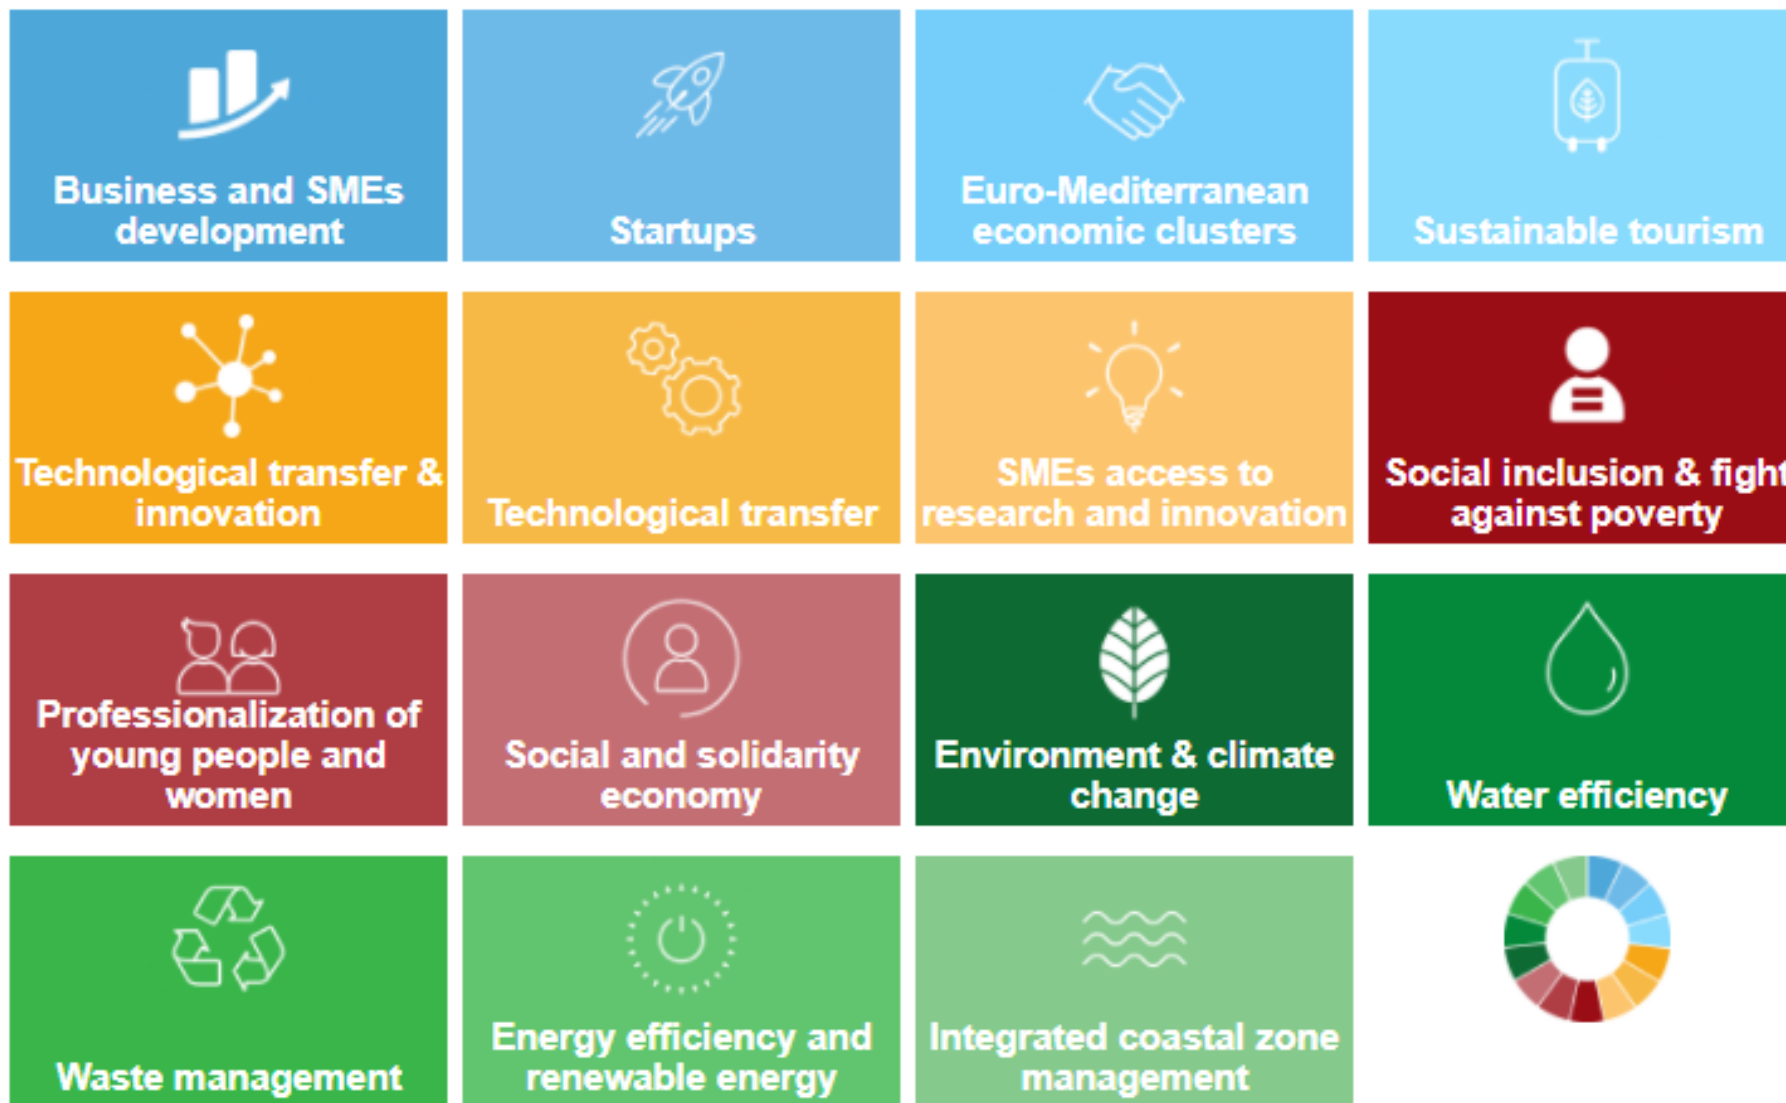 Business and SMEs
development
Startups
Euro-Mediterranean
economic clusters
Sustainable tourism
Technological transfer &
innovation
Technological transfer
SMEs access to
research and innovation
Social inclusion & fight
against poverty
Professionalization of
young people and
women
Social and solidarity
economy
Environment & climate
change
Water efficiency
Waste management
Energy efficiency and
renewable energy
Integrated coastal zone
management